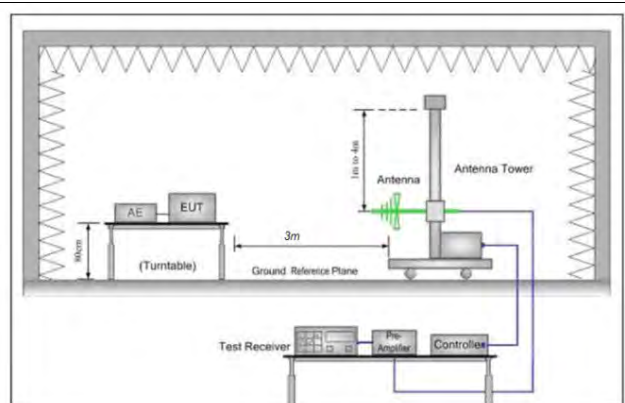 1m to 4m
Antenna Tower
Antenna
AE
EUT
80cm
3m
(Turntable)
Ground Reference Plane
Test Receiver
Pre-
Amplifier
Controller